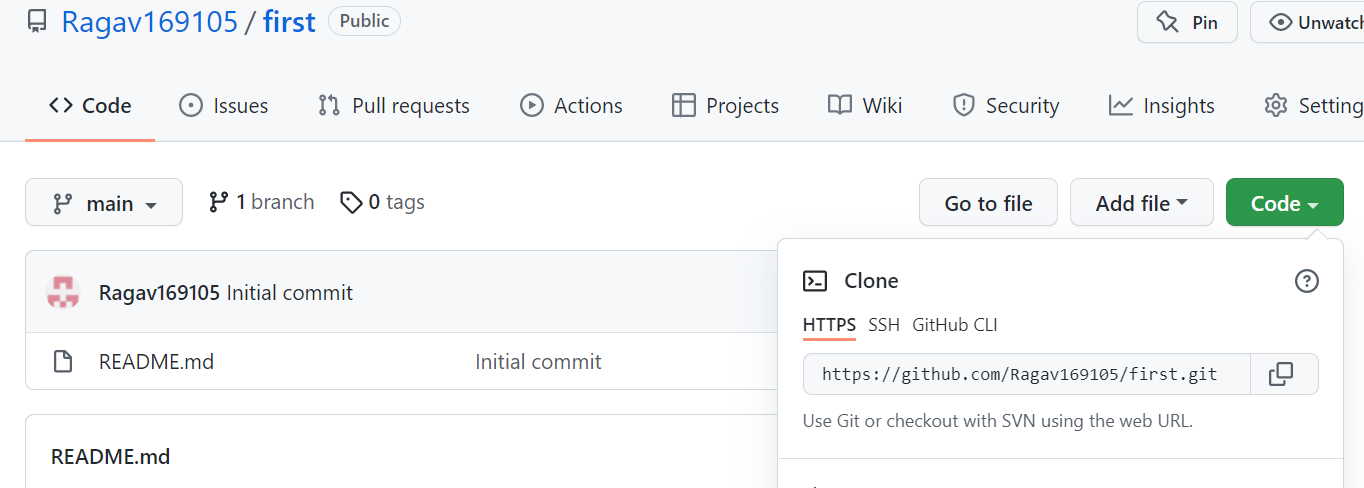 Ragav169105 / first Public Pin
Code Issues Pull requests Actions Projects Wiki Security Insights
main 1 branch 0 tags Go to file Add file Code
Ragav169105 Initial commit
README.md Initial commit
README.md
Clone
HTTPS SSH GitHub CLI
https://github.com/Ragav169105/first.git
Use Git or checkout with SVN using the web URL.